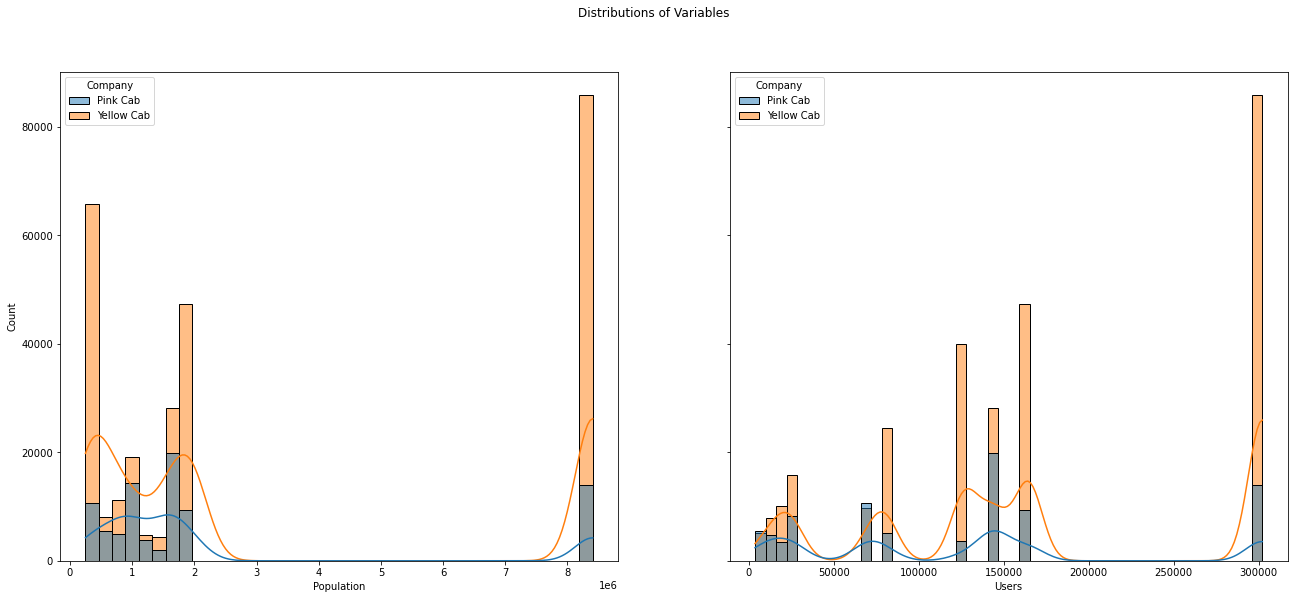 Distributions of Variables
Company
Pink Cab
Yellow Cab
80000
60000
40000
20000
0
Count
0 1 2 3 4 5 6 7 8
1e6
Population
Company
Pink Cab
Yellow Cab
0 50000 100000 150000 200000 250000 300000
Users